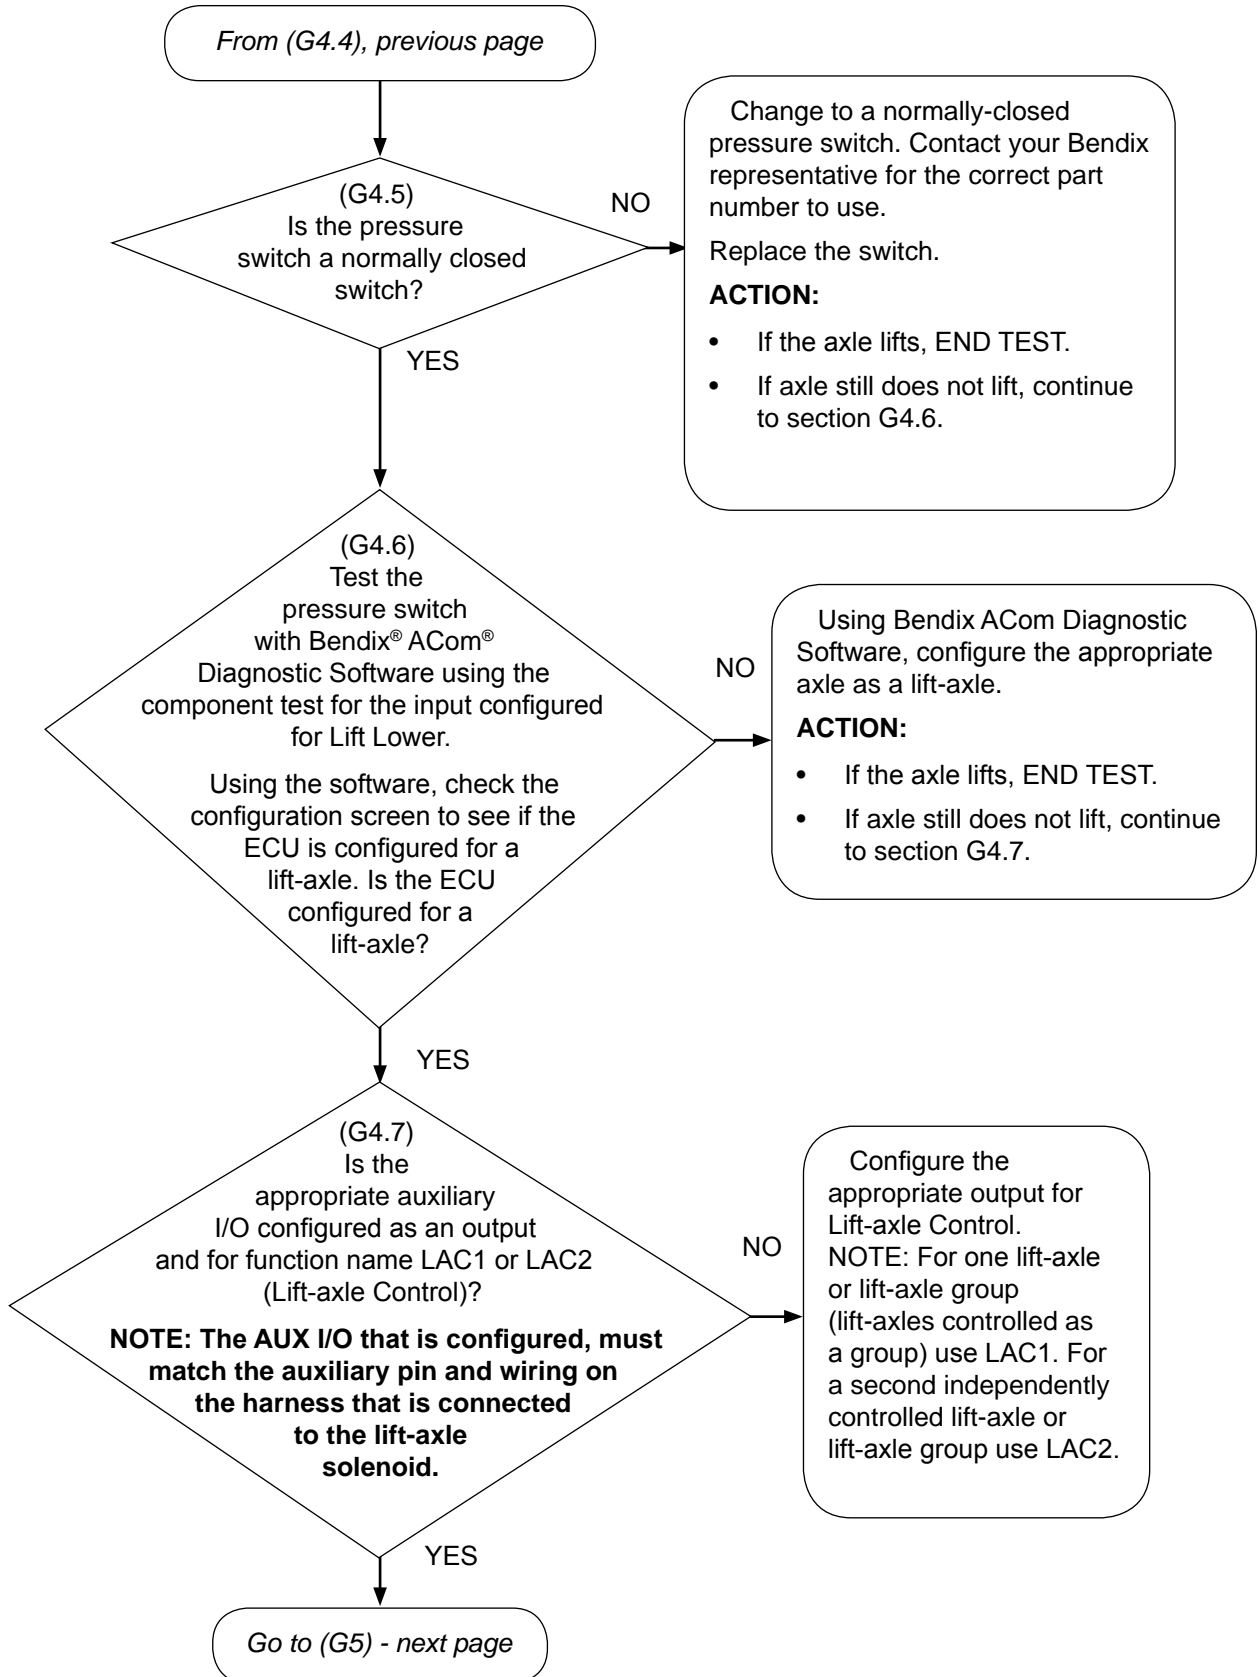 From (G4.4), previous page
(G4.5)
Is the pressure
switch a normally closed
switch?
NO
Change to a normally-closed
pressure switch. Contact your Bendix
representative for the correct part
number to use.
Replace the switch.
ACTION:
• If the axle lifts, END TEST.
• If axle still does not lift, continue
to section G4.6.
YES
(G4.6)
Test the
pressure switch
with Bendix® ACom®
Diagnostic Software using the
component test for the input configured
for Lift Lower.
Using the software, check the
configuration screen to see if the
ECU is configured for a
lift-axle. Is the ECU
configured for a
lift-axle?
NO
Using Bendix ACom Diagnostic
Software, configure the appropriate
axle as a lift-axle.
ACTION:
• If the axle lifts, END TEST.
• If axle still does not lift, continue
to section G4.7.
YES
(G4.7)
Is the
appropriate auxiliary
I/O configured as an output
and for function name LAC1 or LAC2
(Lift-axle Control)?
NOTE: The AUX I/O that is configured, must
match the auxiliary pin and wiring on
the harness that is connected
to the lift-axle
solenoid.
NO
Configure the
appropriate output for
Lift-axle Control.
NOTE: For one lift-axle
or lift-axle group
(lift-axles controlled as
a group) use LAC1. For
a second independently
controlled lift-axle or
lift-axle group use LAC2.
YES
Go to (G5) - next page